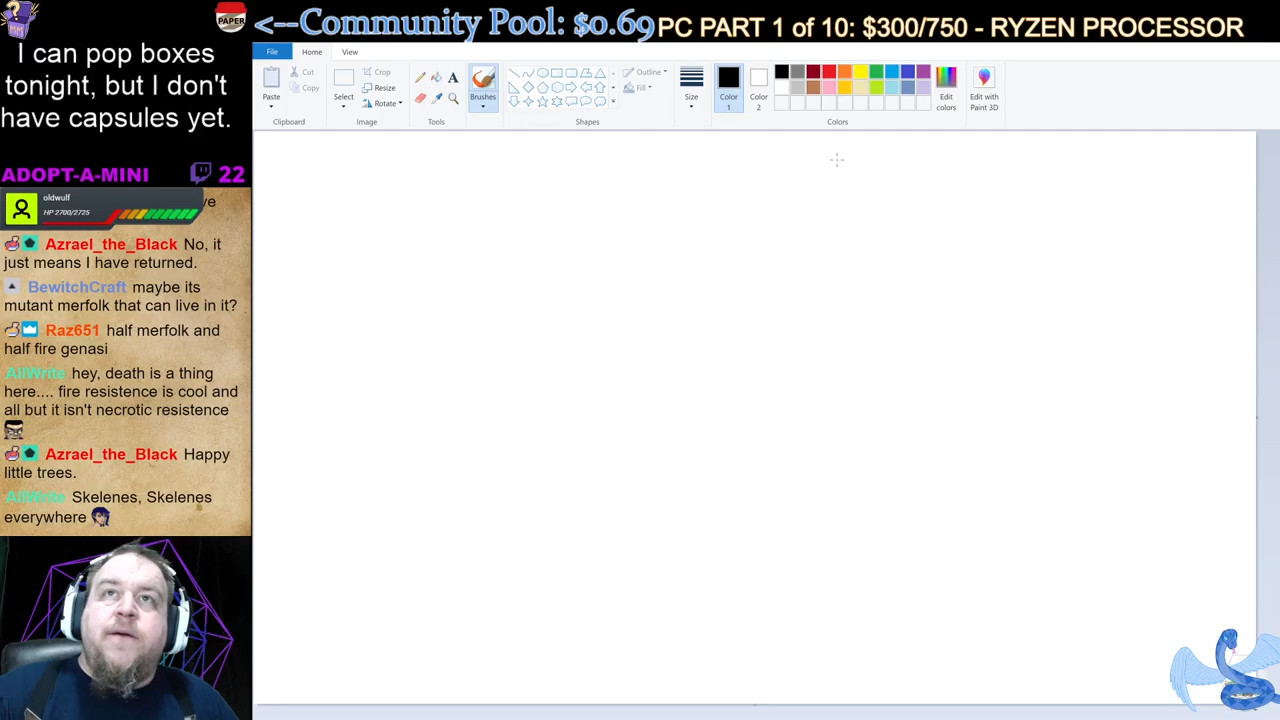 <--Community Pool: $0.69 PC PART 1 of 10: $300/750 - RYZEN PROCESSOR
PAPER
I can pop boxes
tonight, but I don't
have capsules yet.
ADOPT-A-MINI 22
oldwulf
HP 2700/2725
Azrael_the_Black No, it
just means I have returned.
BewitchCraft maybe its
mutant merfolk that can live in it?
Raz651 half merfolk and
half fire genasi
AllWrite hey, death is a thing
here.... fire resistence is cool and
all but it isn't necrotic resistence
Azrael_the_Black Happy
little trees.
AllWrite Skelenes, Skelenes
everywhere
File Home View
Paste
Cut
Copy
Clipboard
Select
Crop
Resize
Rotate
Image
A
Tools
Brushes
Outline
Fill
Shapes
Size
Color
1
Color
2
Edit
colors
Colors
Edit with
Paint 3D